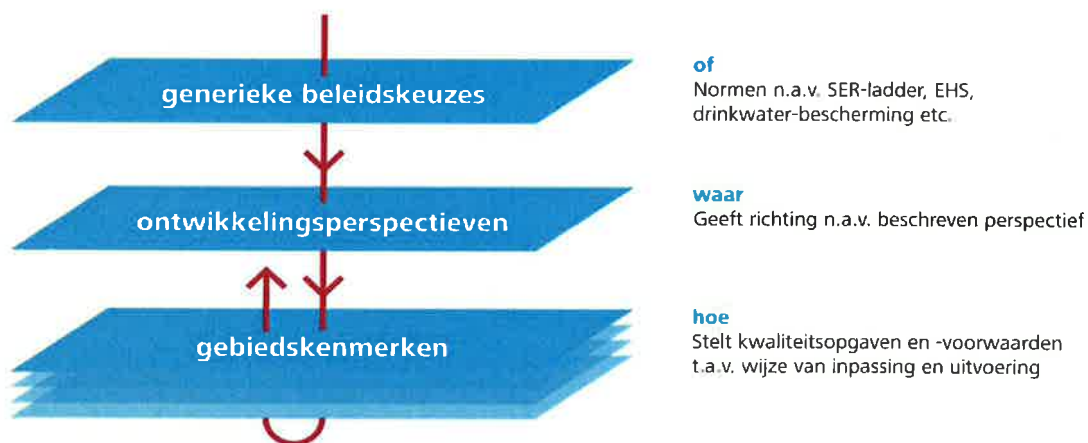 generieke beleidskeuzes
of
Normen n.a.v. SER-ladder, EHS,
drinkwater-bescherming etc.
ontwikkelingsperspectieven
waar
Geeft richting n.a.v. beschreven perspectief
gebiedskenmerken
hoe
Stelt kwaliteitsopgaven en -voorwaarden
t.a.v. wijze van inpassing en uitvoering